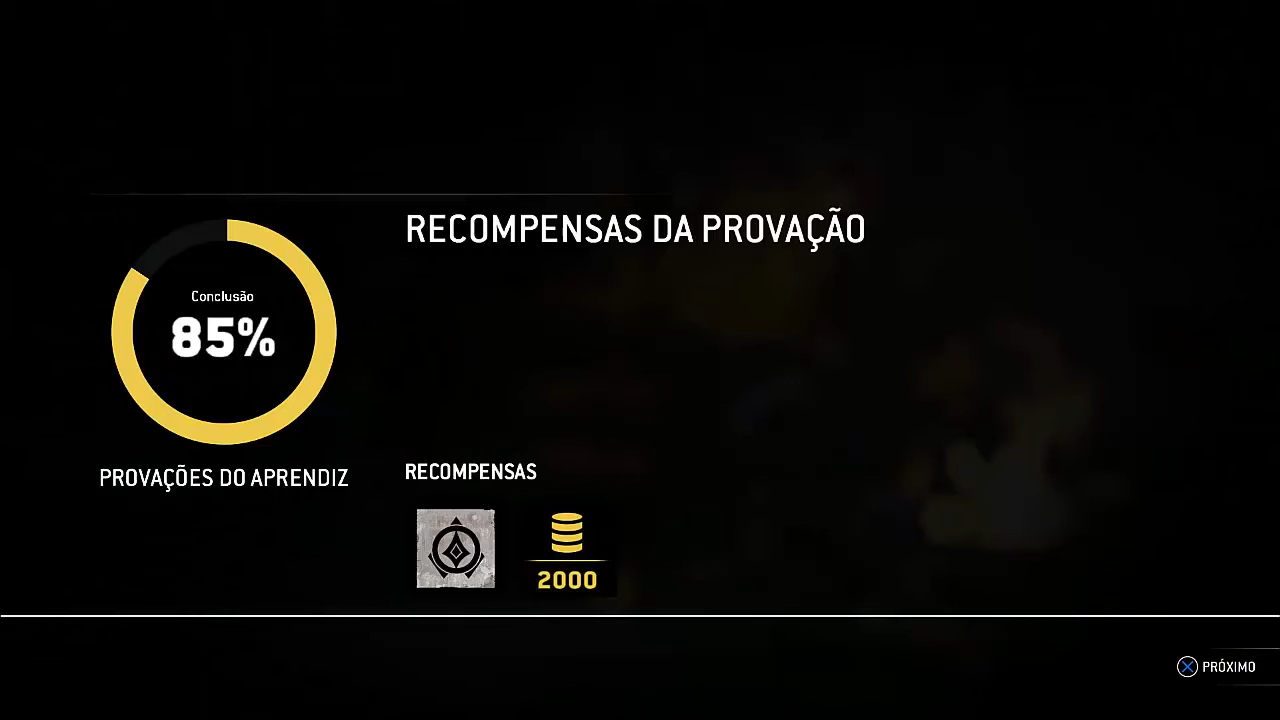 RECOMPENSAS DA PROVAÇÃO
Conclusão
85%
PROVAÇÕES DO APRENDIZ
RECOMPENSAS
2000
PRÓXIMO